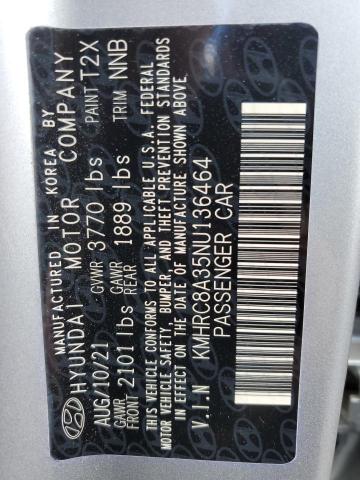 MANUFACTURED IN KOREA BY
HYUNDAI MOTOR COMPANY
AUG/10/21 GVWR 3770 lbs PAINT T2X
GAWR FRONT 2101 lbs GAWR REAR 1889 lbs TRIM NNB
THIS VEHICLE CONFORMS TO ALL APPLICABLE U.S.A. FEDERAL
MOTOR VEHICLE SAFETY, BUMPER, AND THEFT PREVENTION STANDARDS
IN EFFECT ON THE DATE OF MANUFACTURE SHOWN ABOVE.
V.I.N KMHRC8A35NU136464
PASSENGER CAR